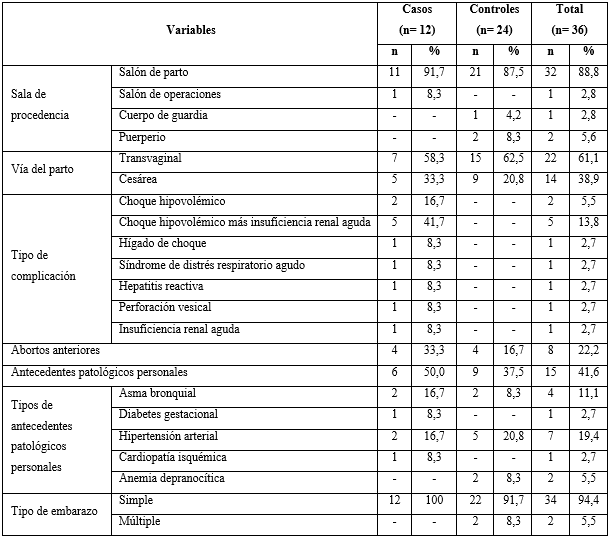 Variables Casos (n= 12) Controles (n= 24) Total (n= 36)
n % n % n %
Sala de procedencia
Salón de parto 11 91,7 21 87,5 32 88,8
Salón de operaciones 1 8,3 - - 1 2,8
Cuerpo de guardia - - 1 4,2 1 2,8
Puerperio - - 2 8,3 2 5,6
Vía del parto
Transvaginal 7 58,3 15 62,5 22 61,1
Cesárea 5 33,3 9 20,8 14 38,9
Tipo de complicación
Choque hipovolémico 2 16,7 - - 2 5,5
Choque hipovolémico más insuficiencia renal aguda 5 41,7 - - 5 13,8
Hígado de choque 1 8,3 - - 1 2,7
Síndrome de distrés respiratorio agudo 1 8,3 - - 1 2,7
Hepatitis reactiva 1 8,3 - - 1 2,7
Perforación vesical 1 8,3 - - 1 2,7
Insuficiencia renal aguda 1 8,3 - - 1 2,7
Abortos anteriores 4 33,3 4 16,7 8 22,2
Antecedentes patológicos personales 6 50,0 9 37,5 15 41,6
Tipos de antecedentes patológicos personales
Asma bronquial 2 16,7 2 8,3 4 11,1
Diabetes gestacional 1 8,3 - - 1 2,7
Hipertensión arterial 2 16,7 5 20,8 7 19,4
Cardiopatía isquémica 1 8,3 - - 1 2,7
Anemia depranocítica - - 2 8,3 2 5,5
Tipo de embarazo
Simple 12 100 22 91,7 34 94,4
Múltiple - - 2 8,3 2 5,5